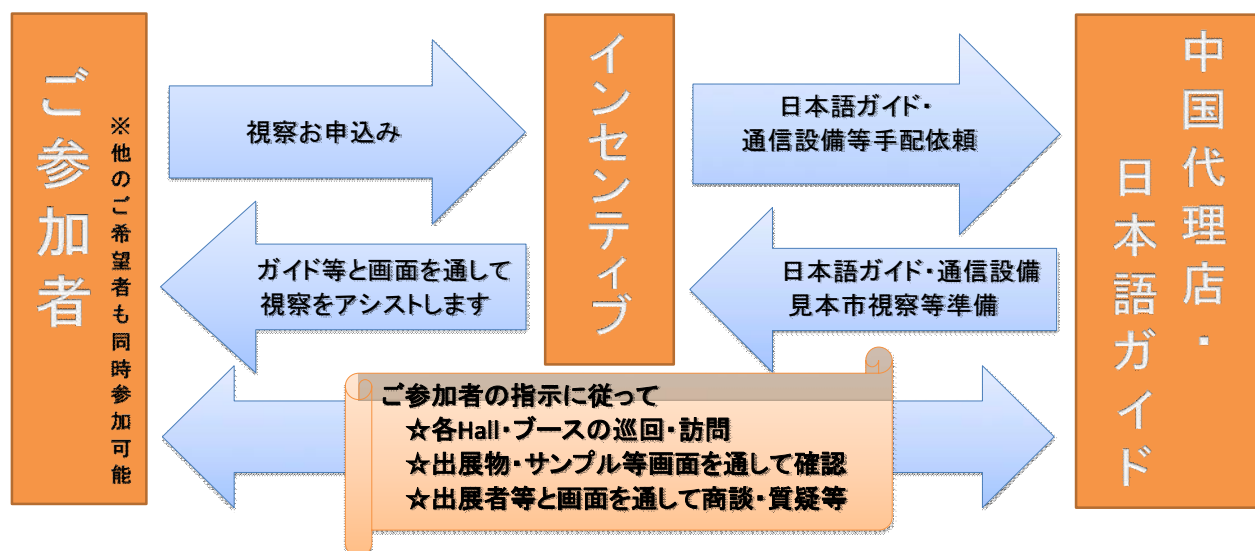 ご参加者
※他のご希望者も同時参加可能
視察お申込み
ガイド等と画面を通して
視察をアシストします
インセンティブ
日本語ガイド・
通信設備等手配依頼
日本語ガイド・通信設備
見本市視察等準備
中国代理店・
日本語ガイド
ご参加者の指示に従って
☆各Hall・ブースの巡回・訪問
☆出展物・サンプル等画面を通して確認
☆出展者等と画面を通して商談・質疑等